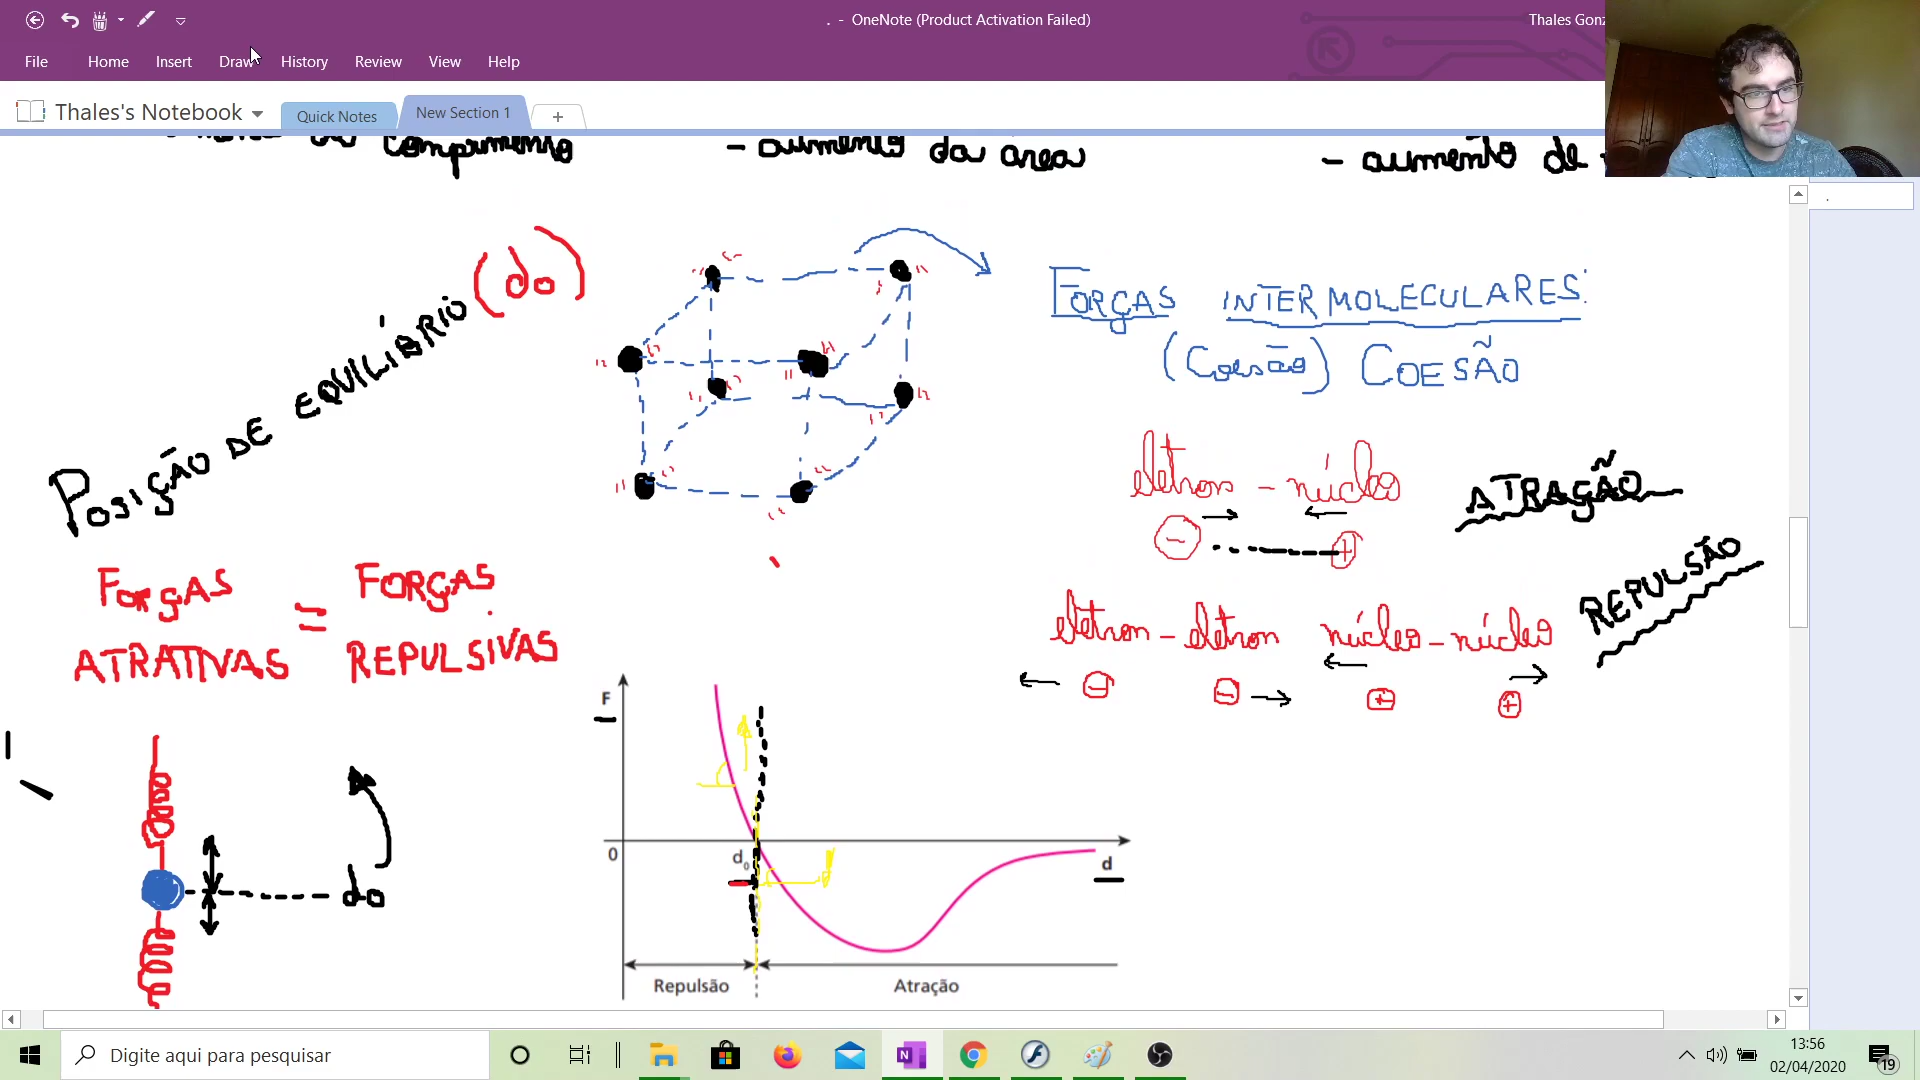 . - OneNote (Product Activation Failed)
Thales Gonz
File Home Insert Draw History Review View Help
Thales's Notebook
Quick Notes
New Section 1
+
comprimento
- aumento da área
- aumento de
.
POSIÇÃO DE EQUILÍBRIO (do)
FORÇAS INTERMOLECULARES:
(Coesão) COESÃO
elétron - núcleo
ATRAÇÃO
- +
REPULSÃO
elétron - elétron núcleo - núcleo
- - + +
FORÇAS = FORÇAS
ATRATIVAS REPULSIVAS
F
0
d₀
d
do
Repulsão
Atração
Digite aqui para pesquisar
13:56
02/04/2020
19